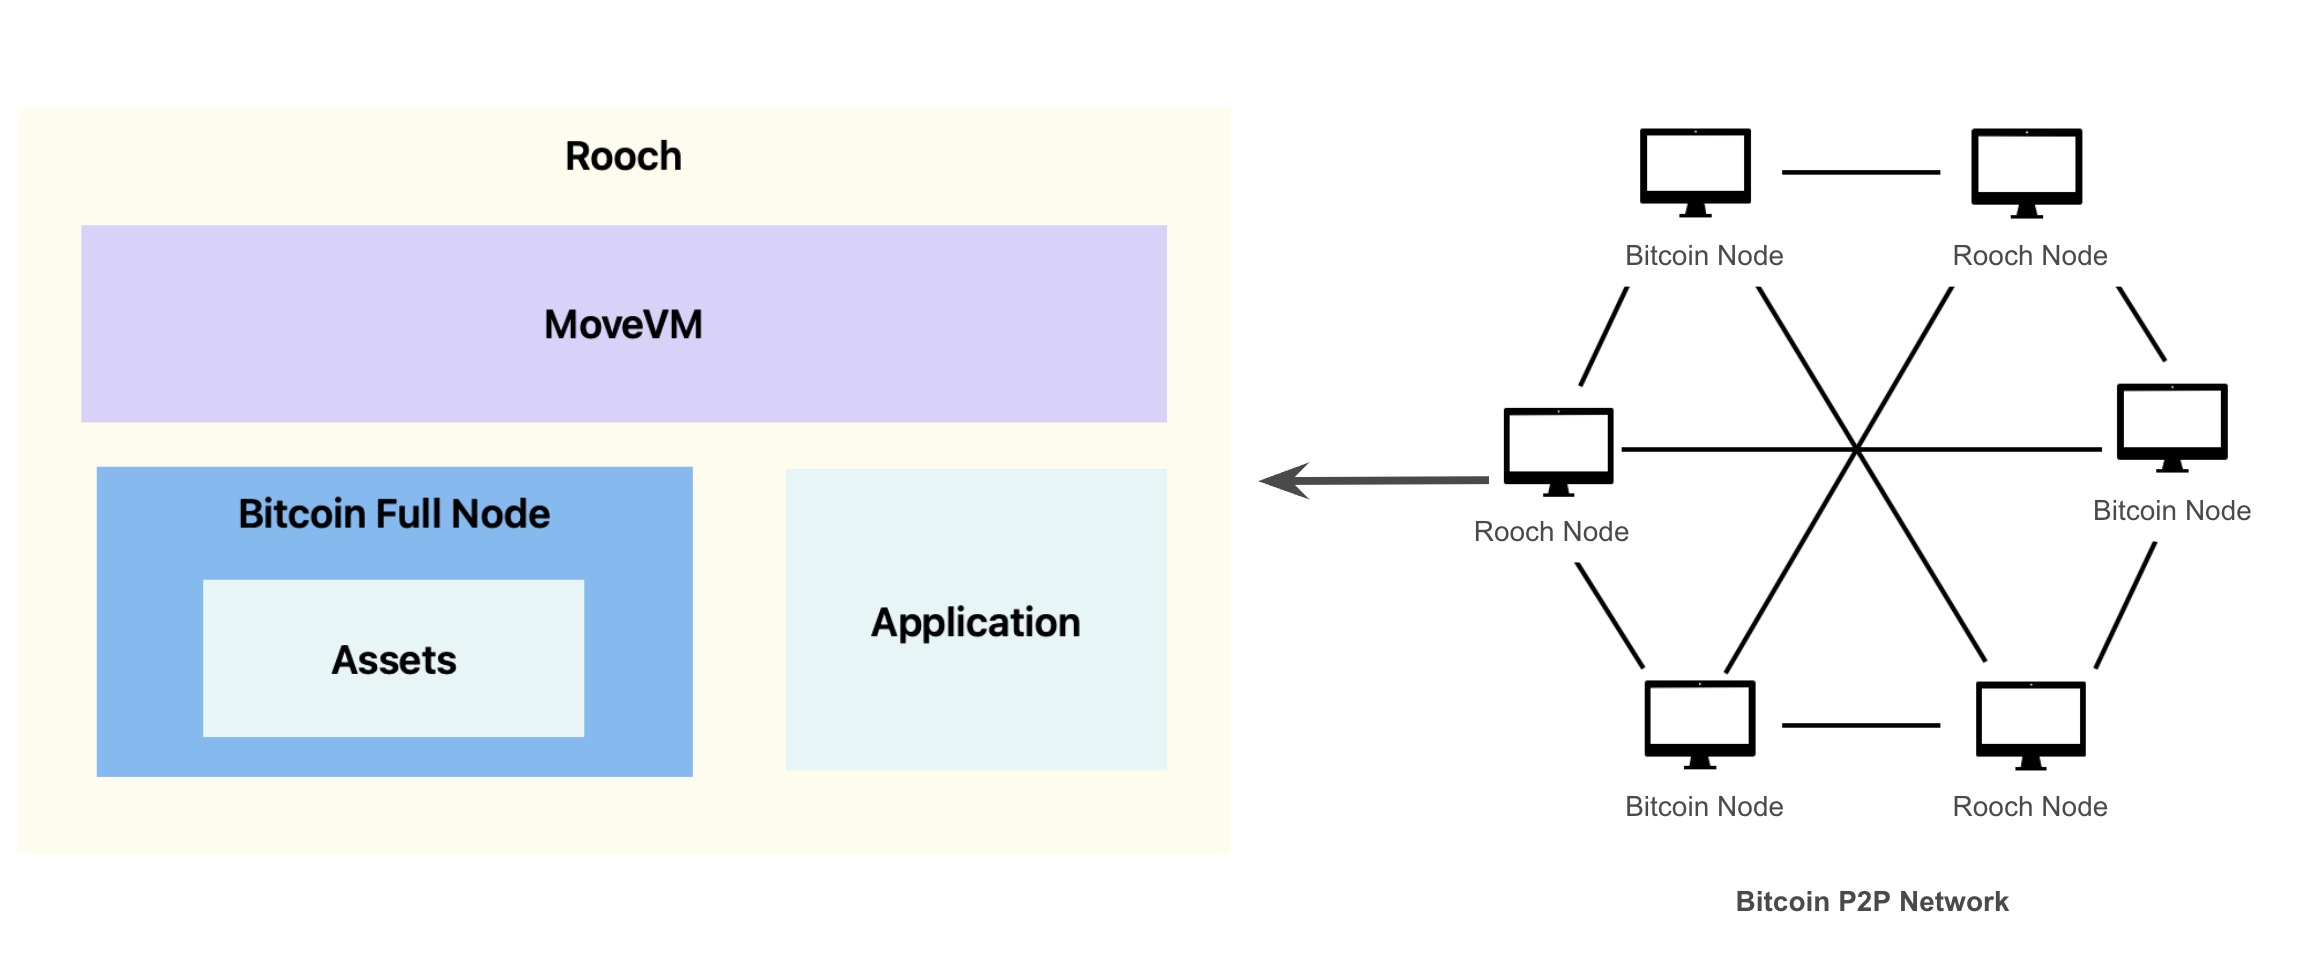 Rooch
MoveVM
Bitcoin Full Node
Assets
Application
Bitcoin Node
Rooch Node
Rooch Node
Bitcoin Node
Bitcoin Node
Rooch Node
Bitcoin P2P Network